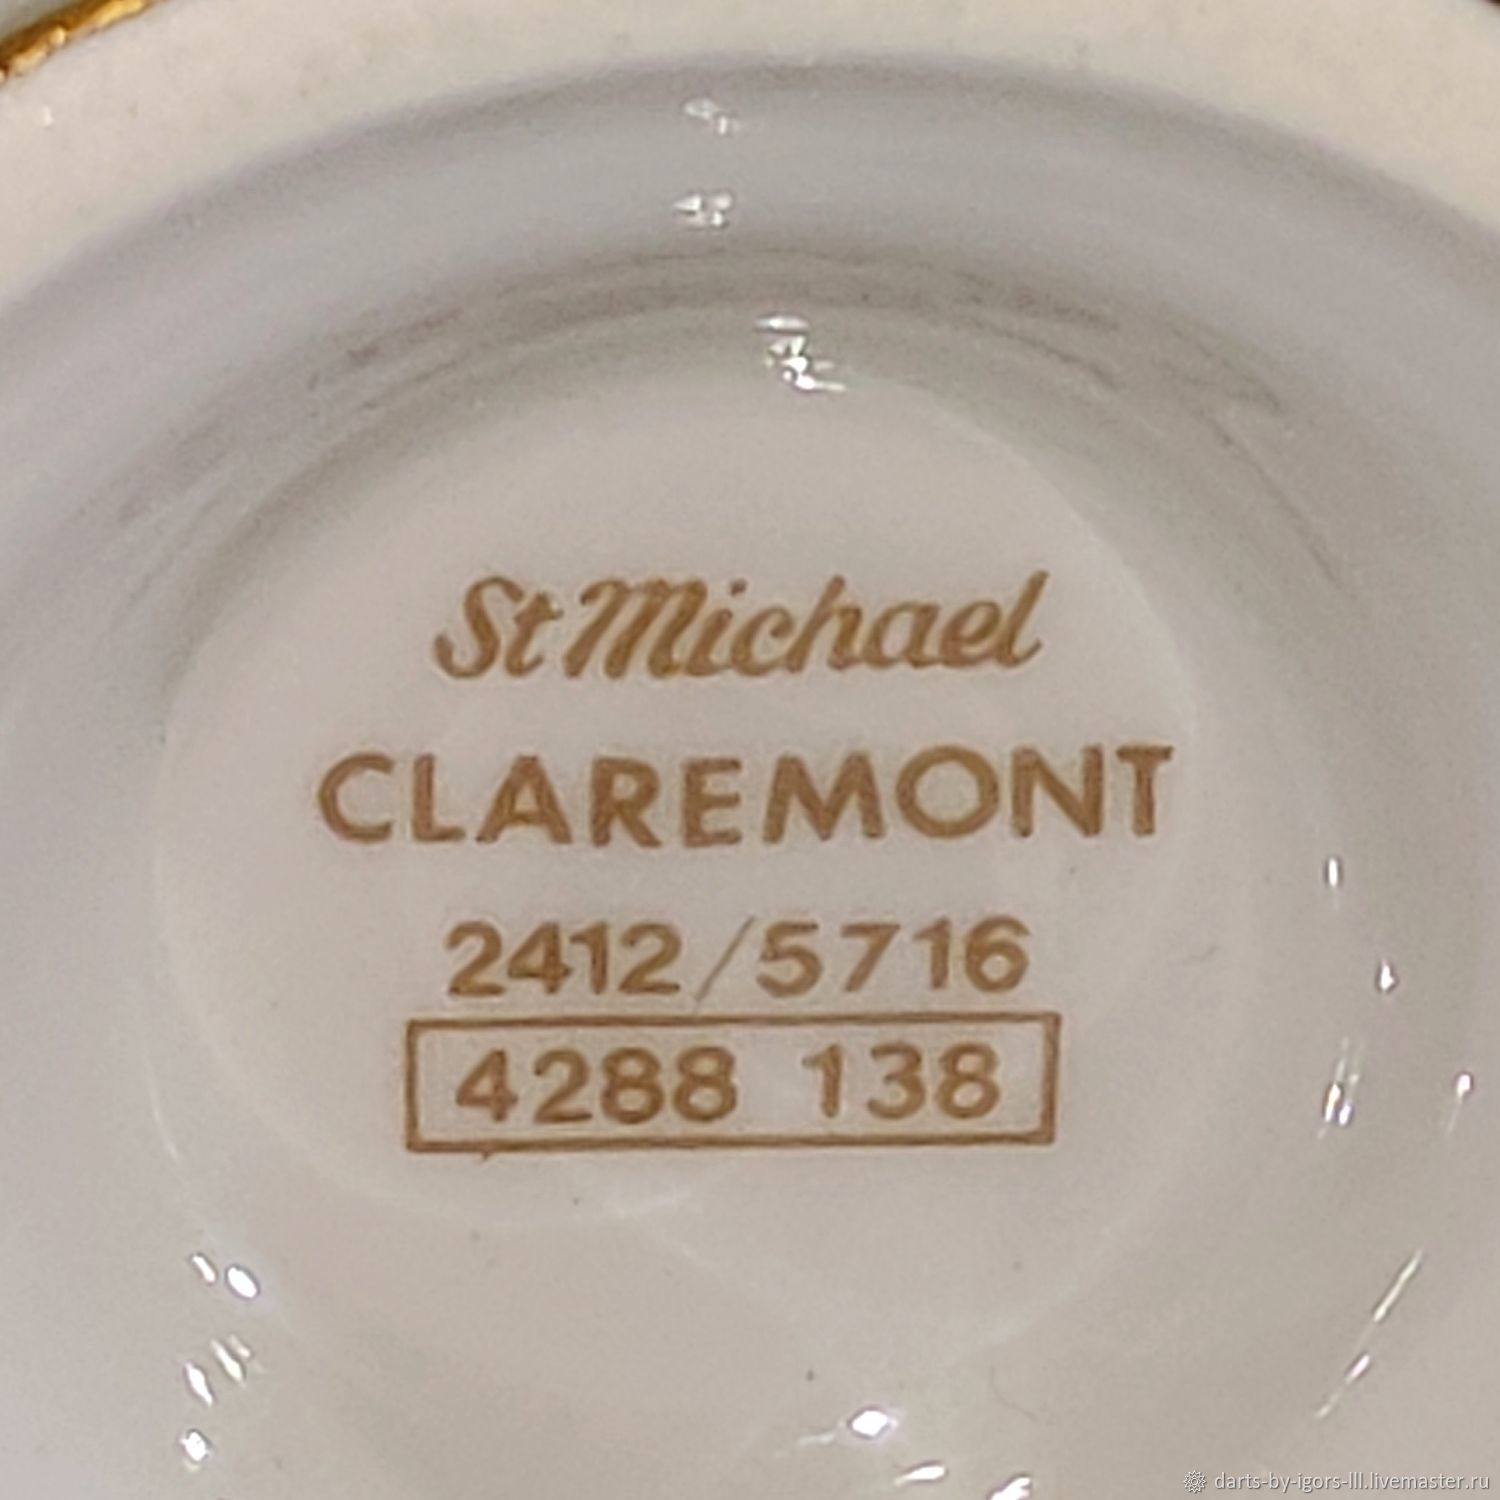 St Michael
CLAREMONT
2412/5716
4288 138
darts-by-igors-lll.livemaster.ru